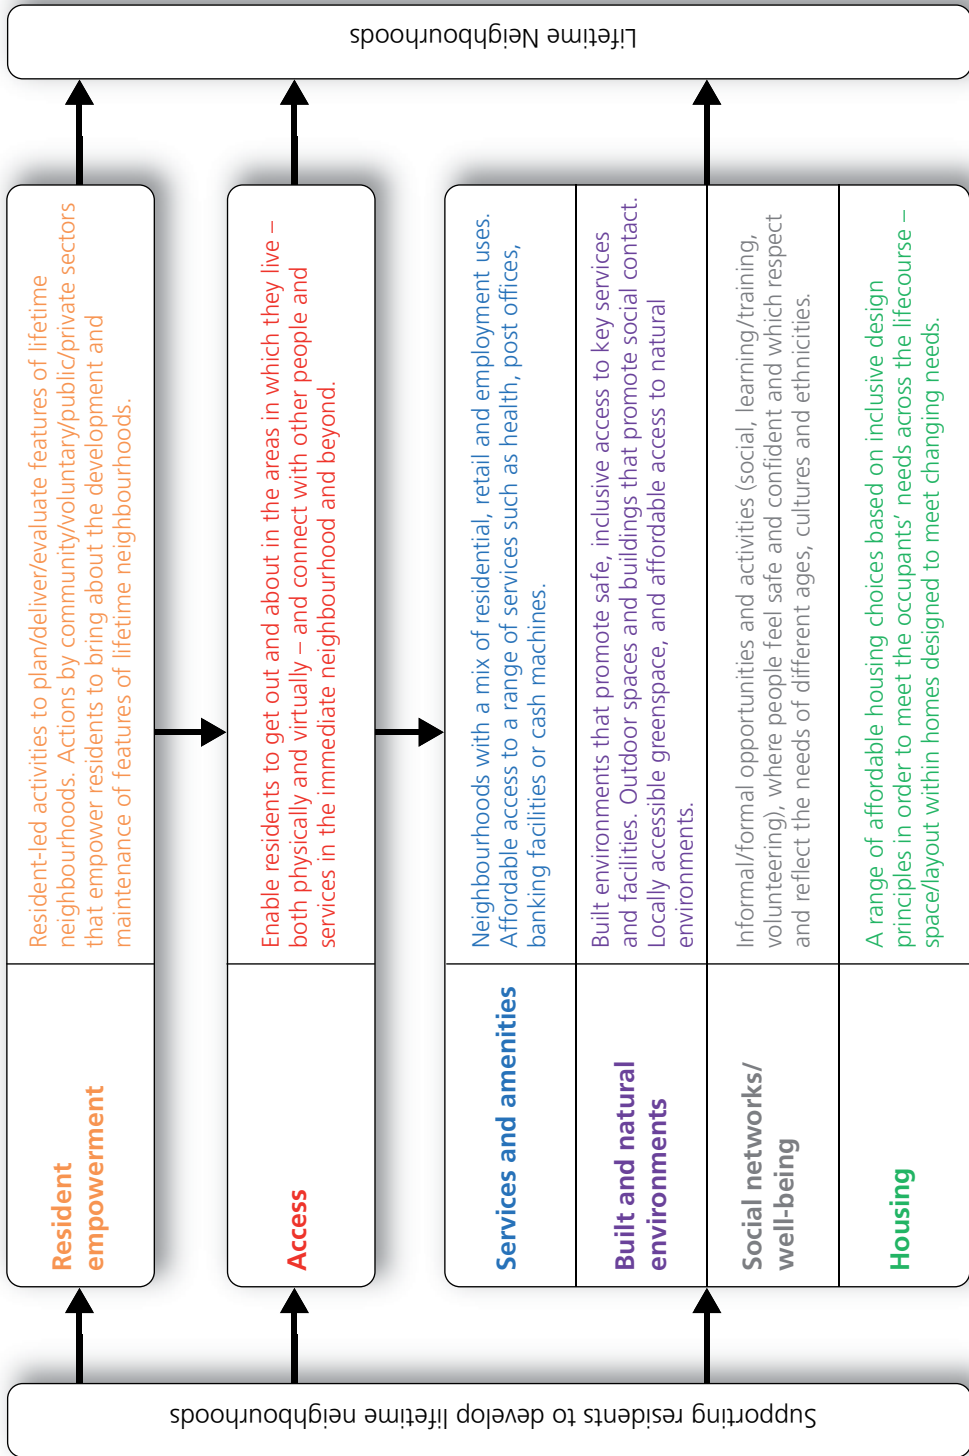 Supporting residents to develop lifetime neighbourhoods
Resident
empowerment
Resident-led activities to plan/deliver/evaluate features of lifetime
neighbourhoods. Actions by community/voluntary/public/private sectors
that empower residents to bring about the development and
maintenance of features of lifetime neighbourhoods.
Access
Enable residents to get out and about in the areas in which they live –
both physically and virtually – and connect with other people and
services in the immediate neighbourhood and beyond.
Services and amenities
Neighbourhoods with a mix of residential, retail and employment uses.
Affordable access to a range of services such as health, post offices,
banking facilities or cash machines.
Built and natural
environments
Built environments that promote safe, inclusive access to key services
and facilities. Outdoor spaces and buildings that promote social contact.
Locally accessible greenspace, and affordable access to natural
environments.
Social networks/
well-being
Informal/formal opportunities and activities (social, learning/training,
volunteering), where people feel safe and confident and which respect
and reflect the needs of different ages, cultures and ethnicities.
Housing
A range of affordable housing choices based on inclusive design
principles in order to meet the occupants’ needs across the lifecourse –
space/layout within homes designed to meet changing needs.
Lifetime Neighbourhoods